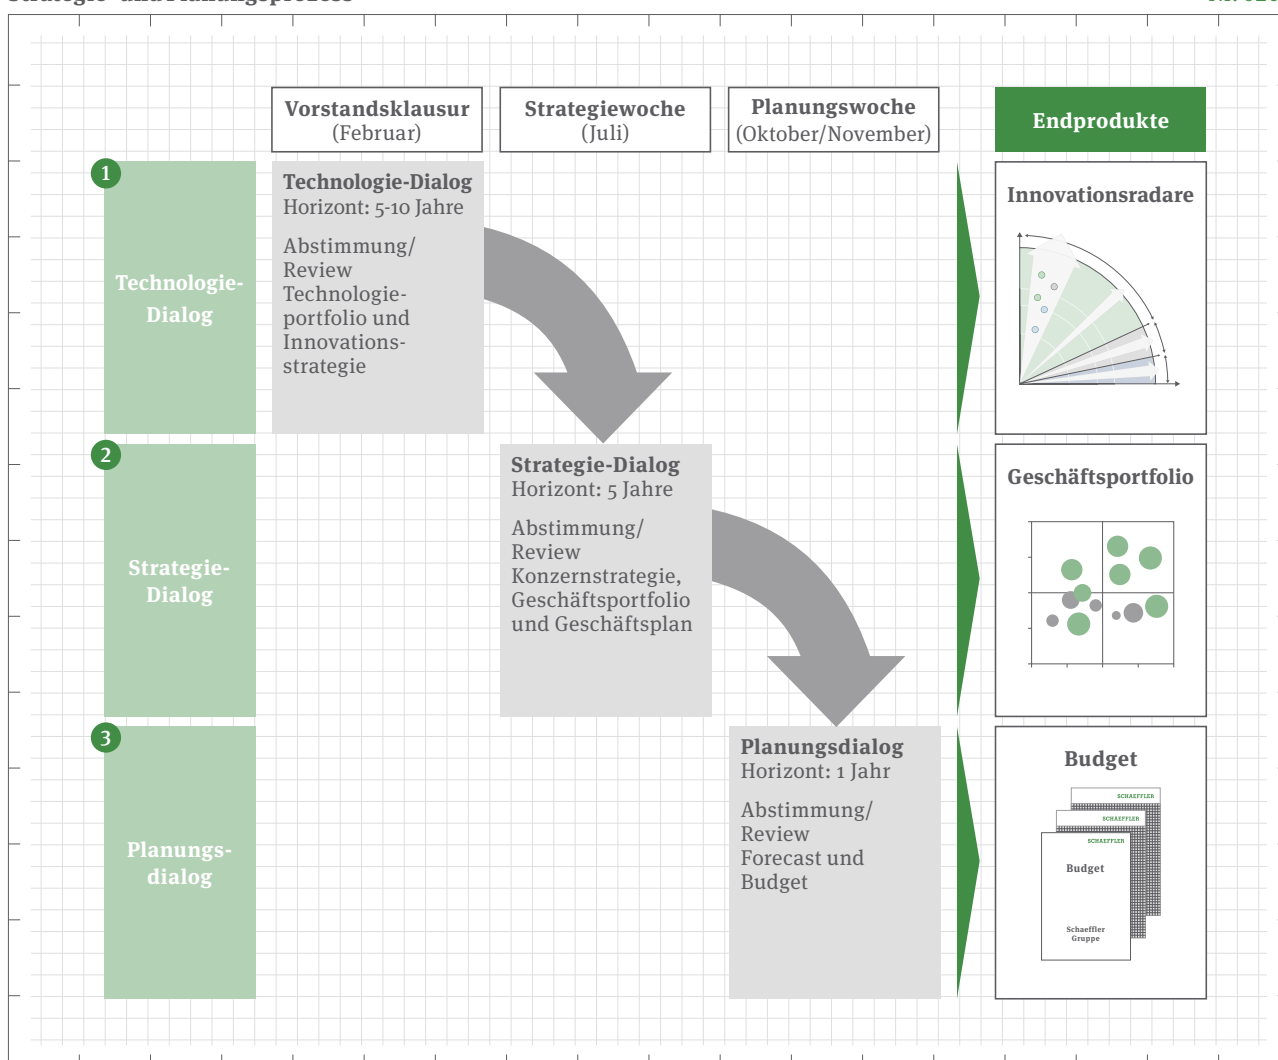 Vorstandsklausur
(Februar)
Strategiewoche
(Juli)
Planungswoche
(Oktober/November)
Endprodukte
1
Technologie-
Dialog
Technologie-Dialog
Horizont: 5-10 Jahre
Abstimmung/
Review
Technologie-
portfolio und
Innovations-
strategie
Innovationsradare
2
Strategie-
Dialog
Strategie-Dialog
Horizont: 5 Jahre
Abstimmung/
Review
Konzernstrategie,
Geschäftsportfolio
und Geschäftsplan
Geschäftsportfolio
3
Planungs-
dialog
Planungsdialog
Horizont: 1 Jahr
Abstimmung/
Review
Forecast und
Budget
Budget
SCHAEFFLER
SCHAEFFLER
SCHAEFFLER
Budget
Schaeffler
Gruppe